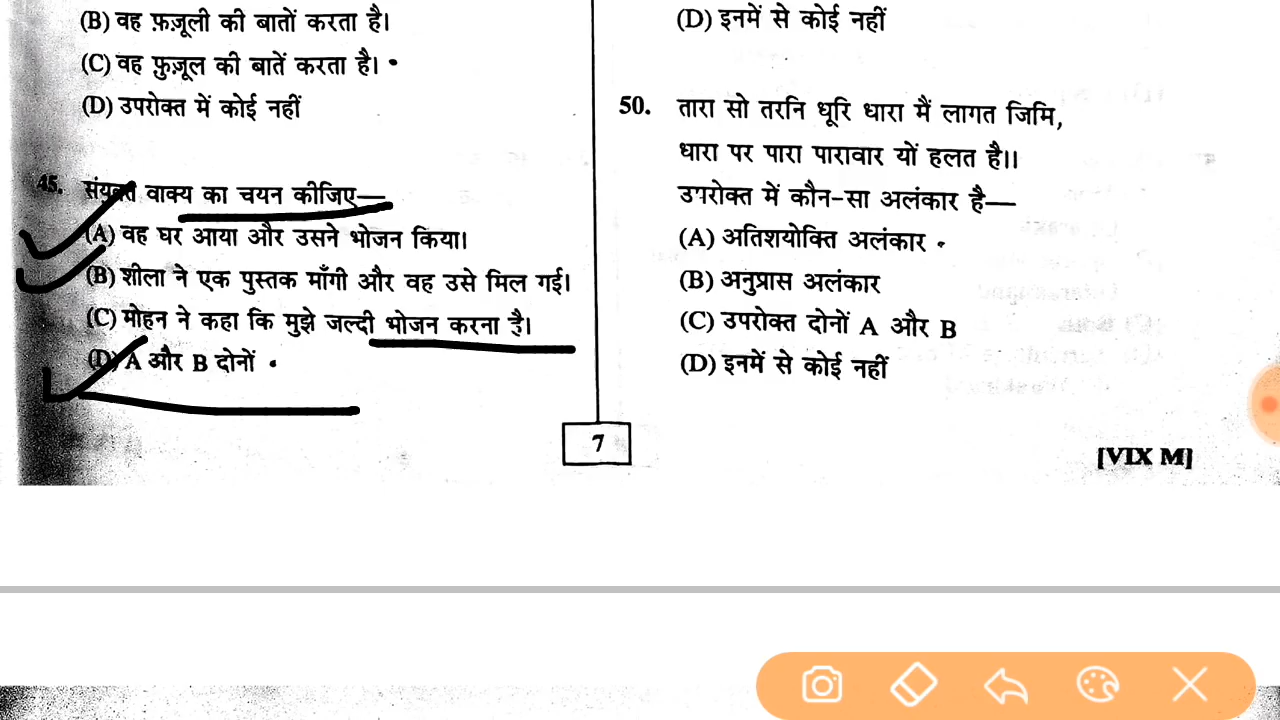 (B) वह फ़ज़ूली की बातों करता है।
(C) वह फ़ुज़ूल की बातें करता है।
(D) उपरोक्त में कोई नहीं
45. संयुक्त वाक्य का चयन कीजिए—
(A) वह घर आया और उसने भोजन किया।
(B) शीला ने एक पुस्तक माँगी और वह उसे मिल गई।
(C) मोहन ने कहा कि मुझे जल्दी भोजन करना है।
(D) A और B दोनों
(D) इनमें से कोई नहीं
50. तारा सो तरनि धूरि धारा मैं लागत जिमि,
धारा पर पारा पारावार यों हलत है।।
उपरोक्त में कौन-सा अलंकार है—
(A) अतिशयोक्ति अलंकार
(B) अनुप्रास अलंकार
(C) उपरोक्त दोनों A और B
(D) इनमें से कोई नहीं
7
[VIX M]